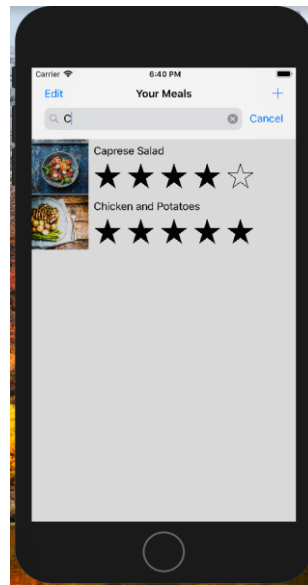 Carrier 6:40 PM
Edit Your Meals +
C Cancel
Caprese Salad
Chicken and Potatoes